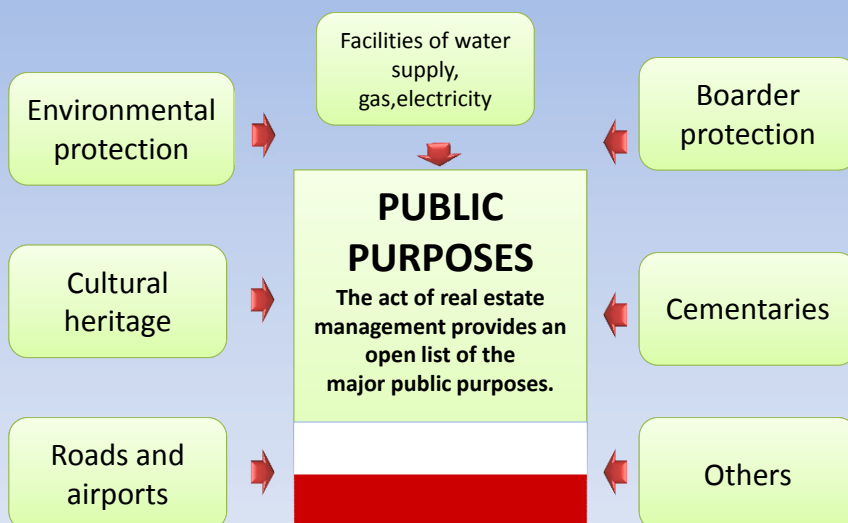 Facilities of water
supply,
gas,electricity
Environmental
protection
Boarder
protection
PUBLIC
PURPOSES
The act of real estate
management provides an
open list of the
major public purposes.
Cultural
heritage
Cementaries
Roads and
airports
Others